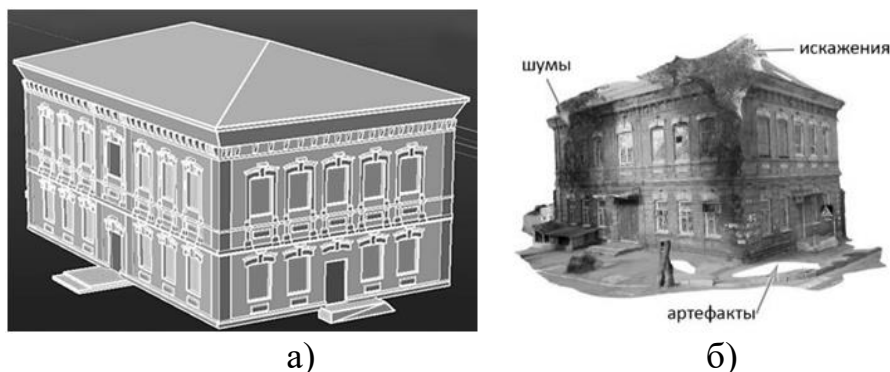 искажения
шумы
артефакты
а)
б)